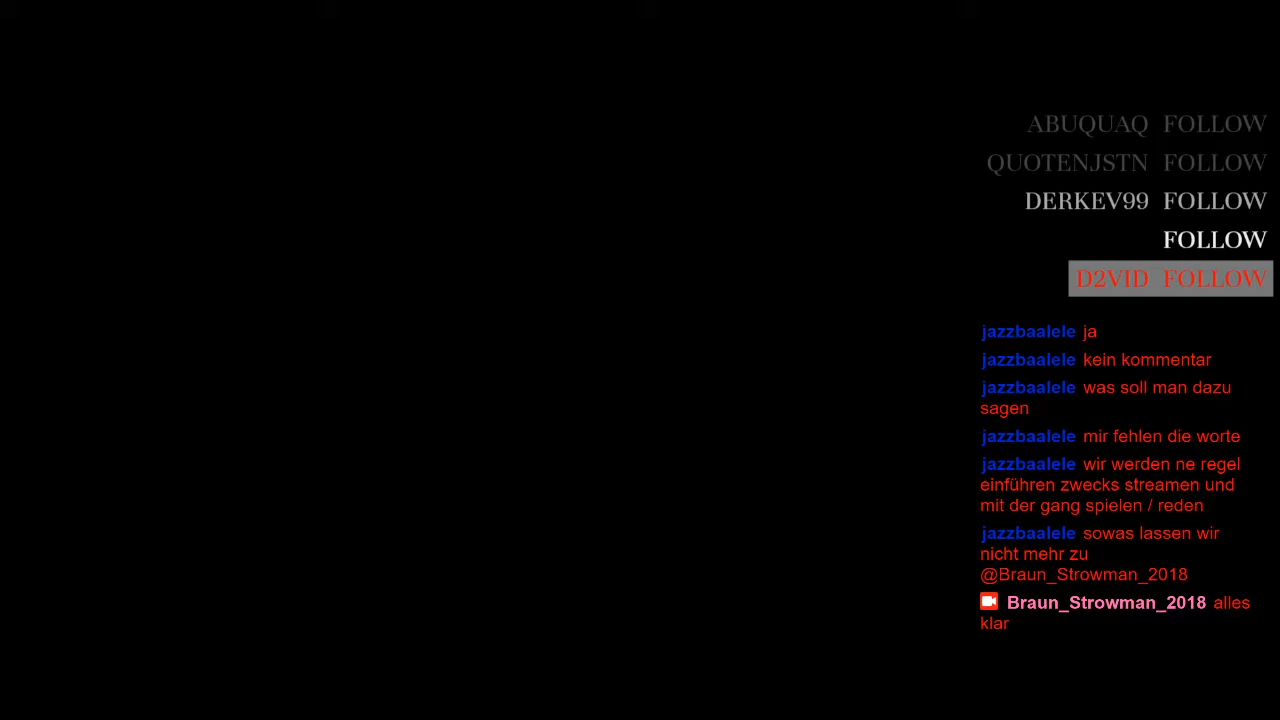 ABUQUAQ FOLLOW
QUOTENJSTN FOLLOW
DERKEV99 FOLLOW
FOLLOW
D2VID FOLLOW
jazzbaalele ja
jazzbaalele kein kommentar
jazzbaalele was soll man dazu
sagen
jazzbaalele mir fehlen die worte
jazzbaalele wir werden ne regel
einführen zwecks streamen und
mit der gang spielen / reden
jazzbaalele sowas lassen wir
nicht mehr zu
@Braun_Strowman_2018
Braun_Strowman_2018 alles
klar